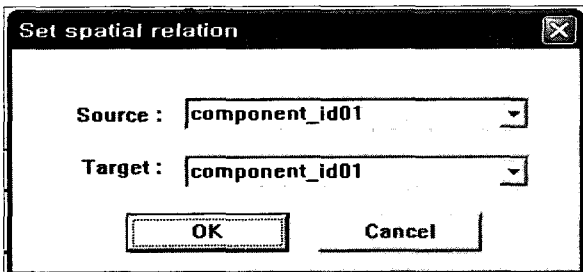 Set spatial relation
Source : component_id01
Target : component_id01
OK Cancel